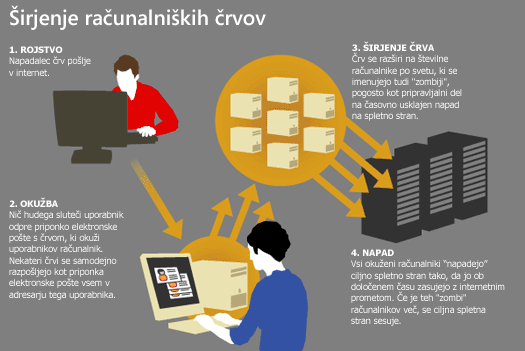 Širjenje računalniških črvov
1. ROJSTVO
Napadalec črv pošlje
v internet.
2. OKUŽBA
Nič hudega sluteči uporabnik
odpre priponko elektronske
pošte s črvom, ki okuži
uporabnikov računalnik.
Nekateri črvi se samodejno
razpošljejo kot priponka
elektronske pošte vsem v
adresarju tega uporabnika.
3. ŠIRJENJE ČRVA
Črv se razširi na številne
računalnike po svetu, ki se
imenujejo tudi "zombiji",
pogosto kot pripravljalni del
na časovno usklajen napad
na spletno stran.
4. NAPAD
Vsi okuženi računalniki "napadejo"
ciljno spletno stran tako, da jo ob
določenem času zasujejo z internetnim
prometom. Če je teh "zombi"
računalnikov več, se ciljna spletna
stran sesuje.